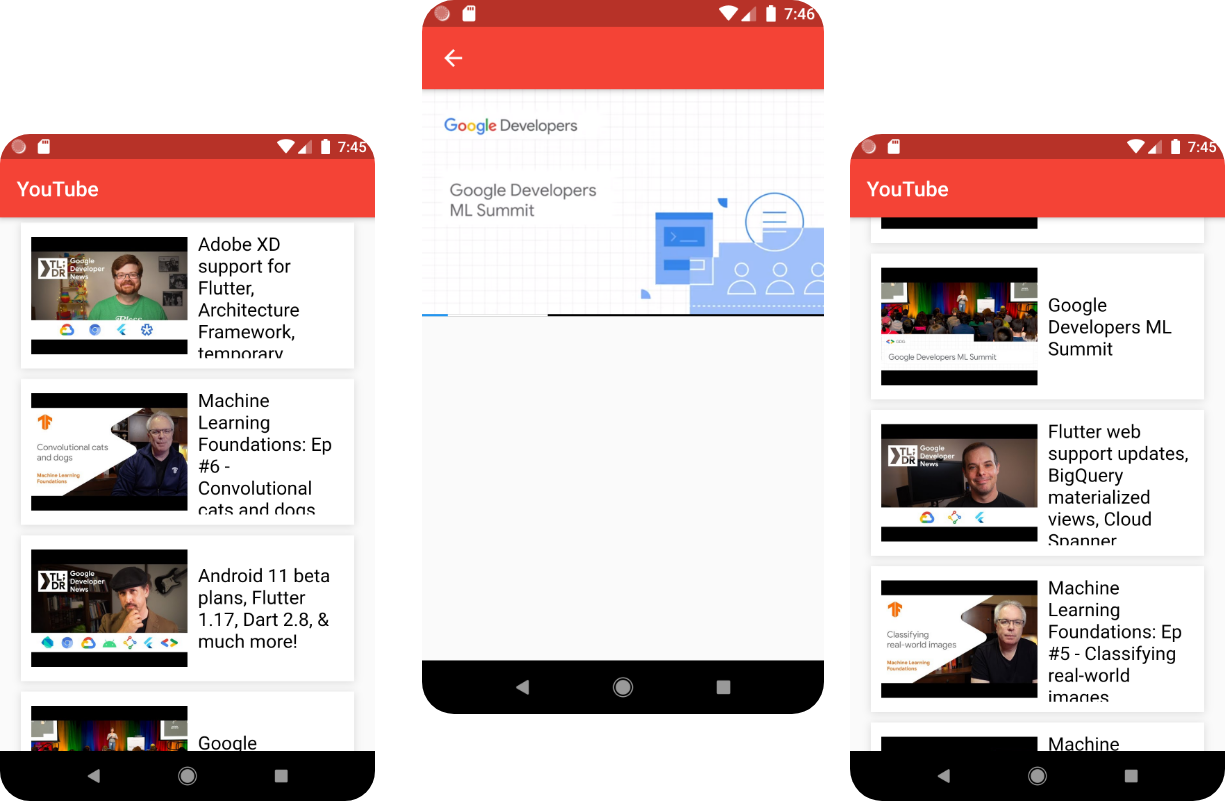 7:45
YouTube
TL;DR
Google
Developer
News
Adobe XD
support for
Flutter,
Architecture
Framework,
temporary
Convolutional cats
and dogs
Machine Learning
Foundations
Machine
Learning
Foundations: Ep
#6 -
Convolutional
cats and dogs
TL;DR
Google
Developer
News
Android 11 beta
plans, Flutter
1.17, Dart 2.8, &
much more!
Google
7:46
Google Developers
Google Developers
ML Summit
7:45
YouTube
Google Developers ML Summit
Google
Developers ML
Summit
TL;DR
Google
Developer
News
Flutter web
support updates,
BigQuery
materialized
views, Cloud
Spanner
Classifying
real-world images
Machine Learning
Foundations
Machine
Learning
Foundations: Ep
#5 - Classifying
real-world
images
Machine